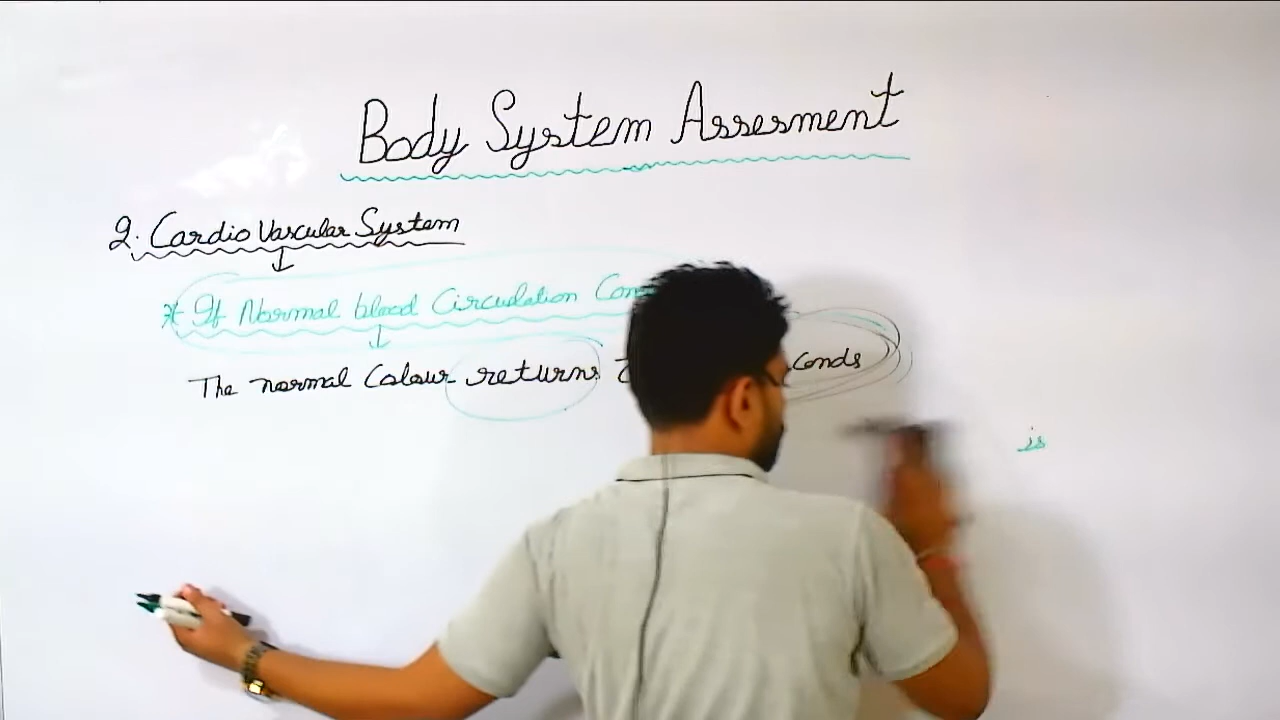 Body System Assesment
2. Cardio Vascular System
* If Normal blood Circulation
The normal Colour returns conds
is